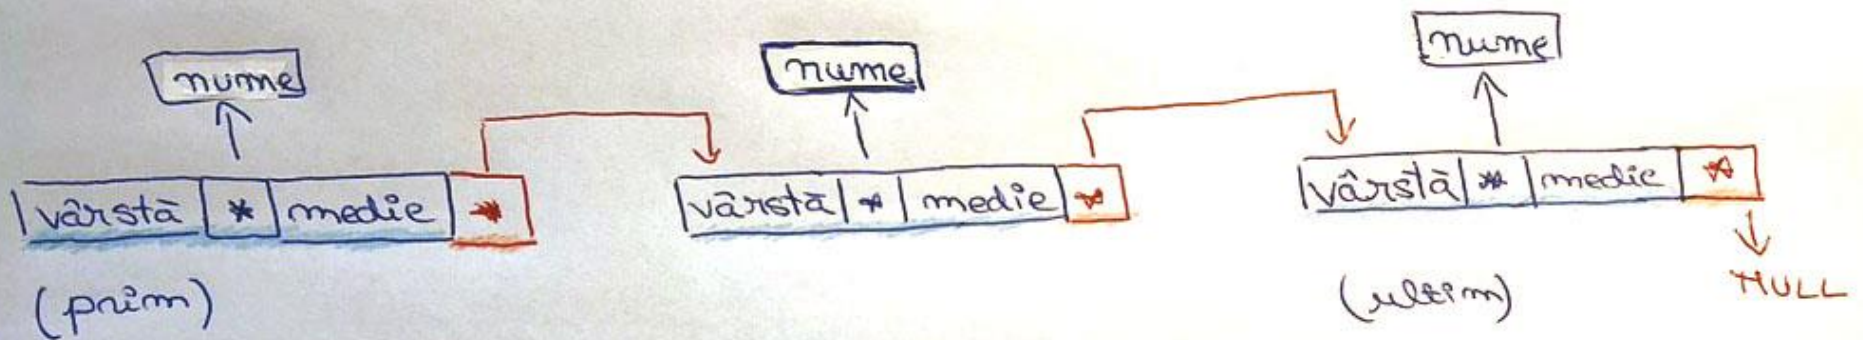 nume nume nume
vârstă * medie * vârstă * medie * vârstă * medie *
(prim) (ultim) NULL